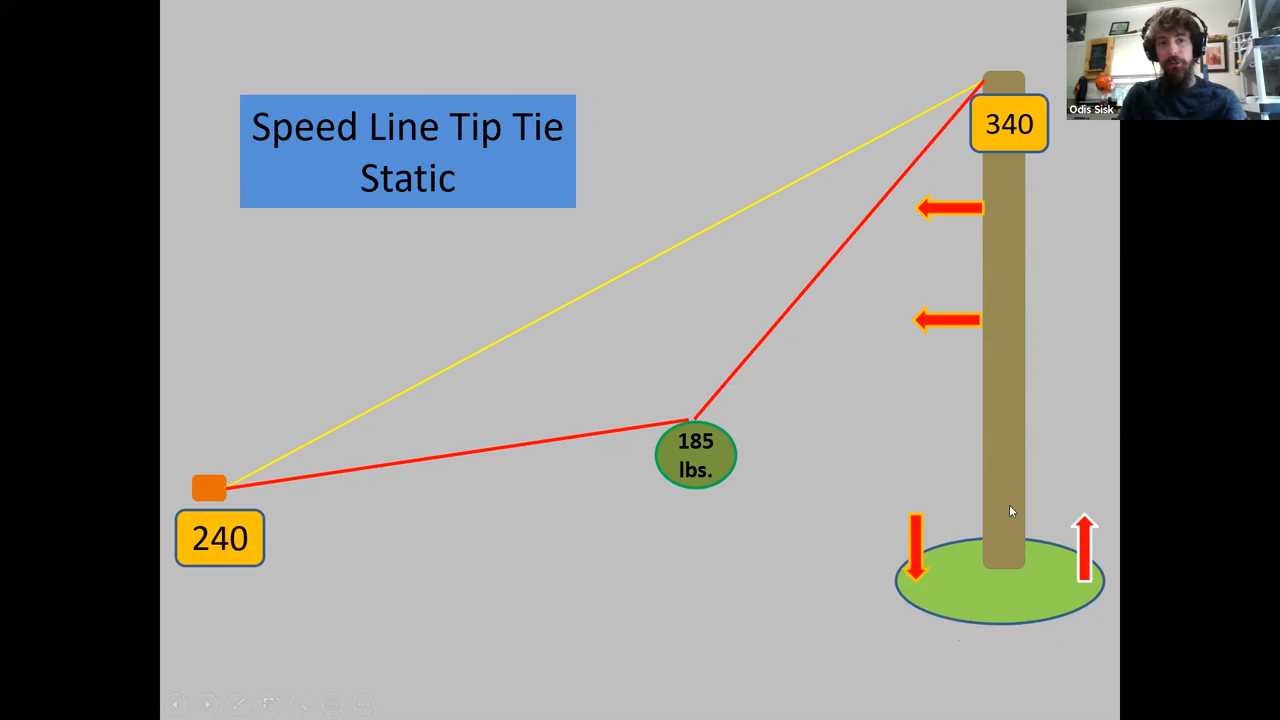 Speed Line Tip Tie
Static
340
Odis Sisk
185
lbs.
240